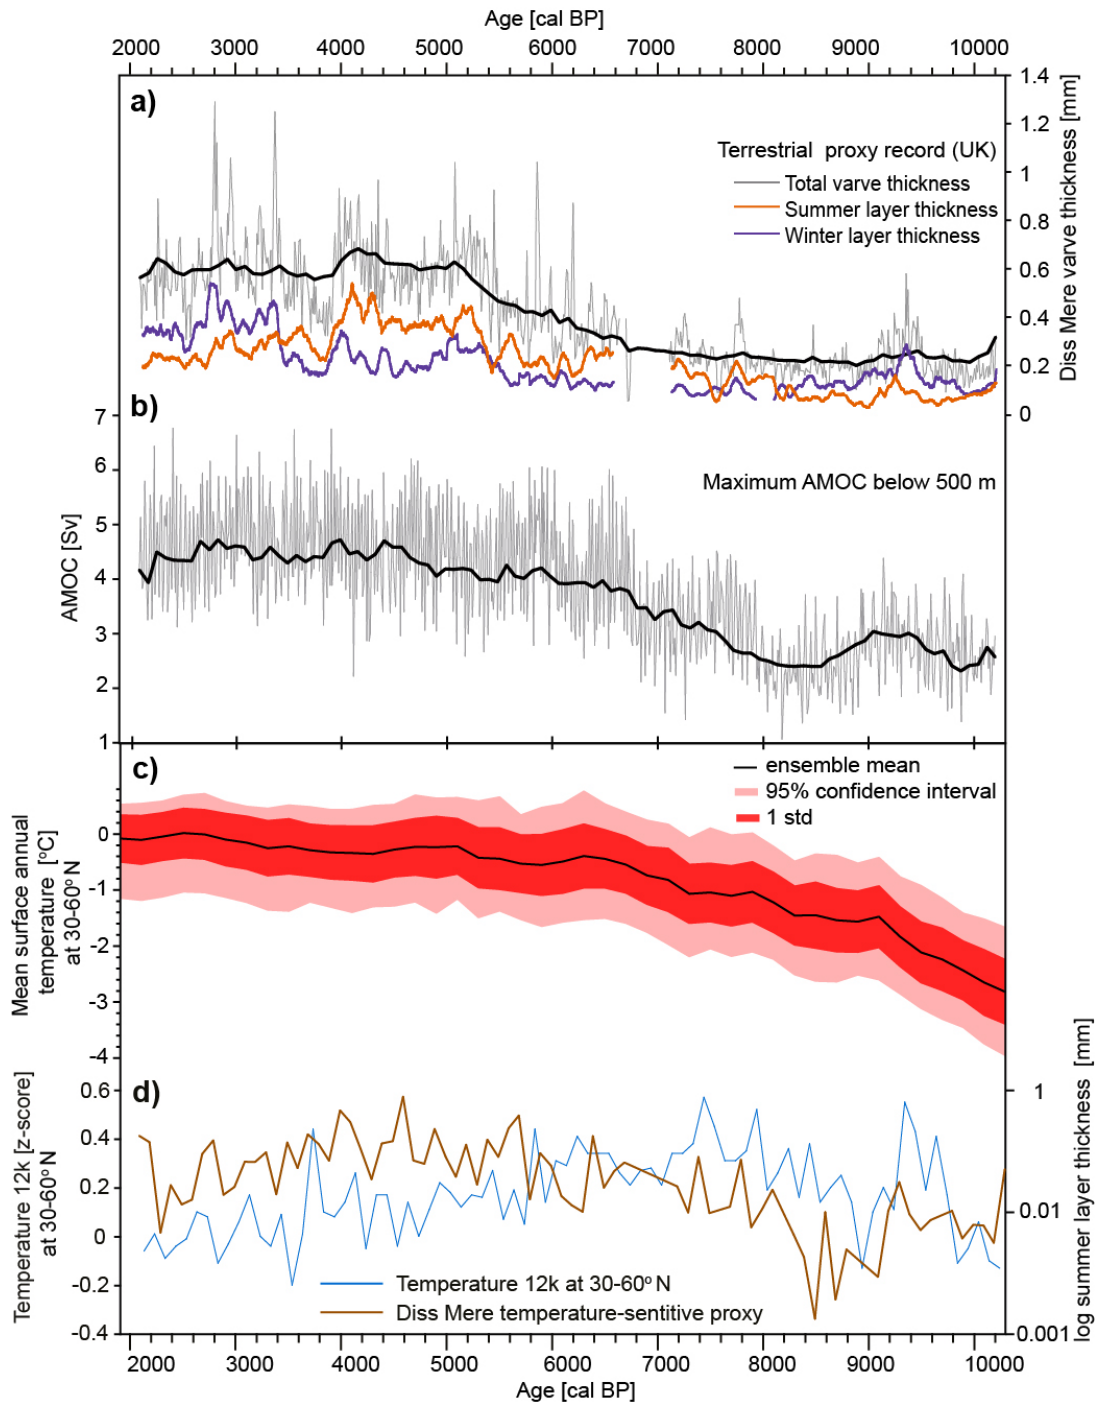 Age [cal BP]
2000 3000 4000 5000 6000 7000 8000 9000 10000
a)
1.4
1.2
1
0.8
0.6
0.4
0.2
0
Diss Mere varve thickness [mm]
Terrestrial proxy record (UK)
Total varve thickness
Summer layer thickness
Winter layer thickness
b)
7
6
5
4
3
2
1
AMOC [Sv]
Maximum AMOC below 500 m
c)
ensemble mean
95% confidence interval
1 std
0
-1
-2
-3
-4
Mean surface annual
temperature [ºC]
at 30-60º N
d)
0.6
0.4
0.2
0
-0.2
-0.4
Temperature 12k [z-score]
at 30-60º N
1
0.01
0.001
log summer layer thickness [mm]
Temperature 12k at 30-60º N
Diss Mere temperature-sentitive proxy
2000 3000 4000 5000 6000 7000 8000 9000 10000
Age [cal BP]